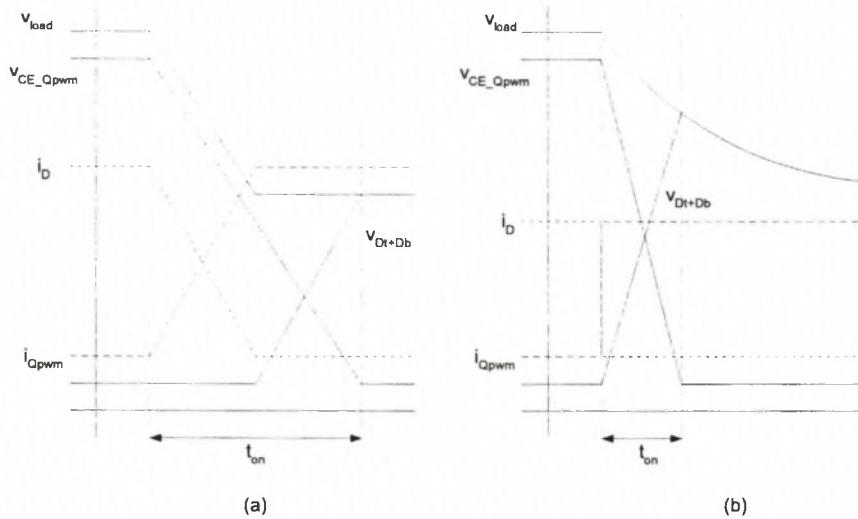 v_load
v_CE_Qpwm
i_D
v_Dt+Db
i_Qpwm
t_on
(a)
v_load
v_CE_Qpwm
v_Dt+Db
i_D
i_Qpwm
t_on
(b)